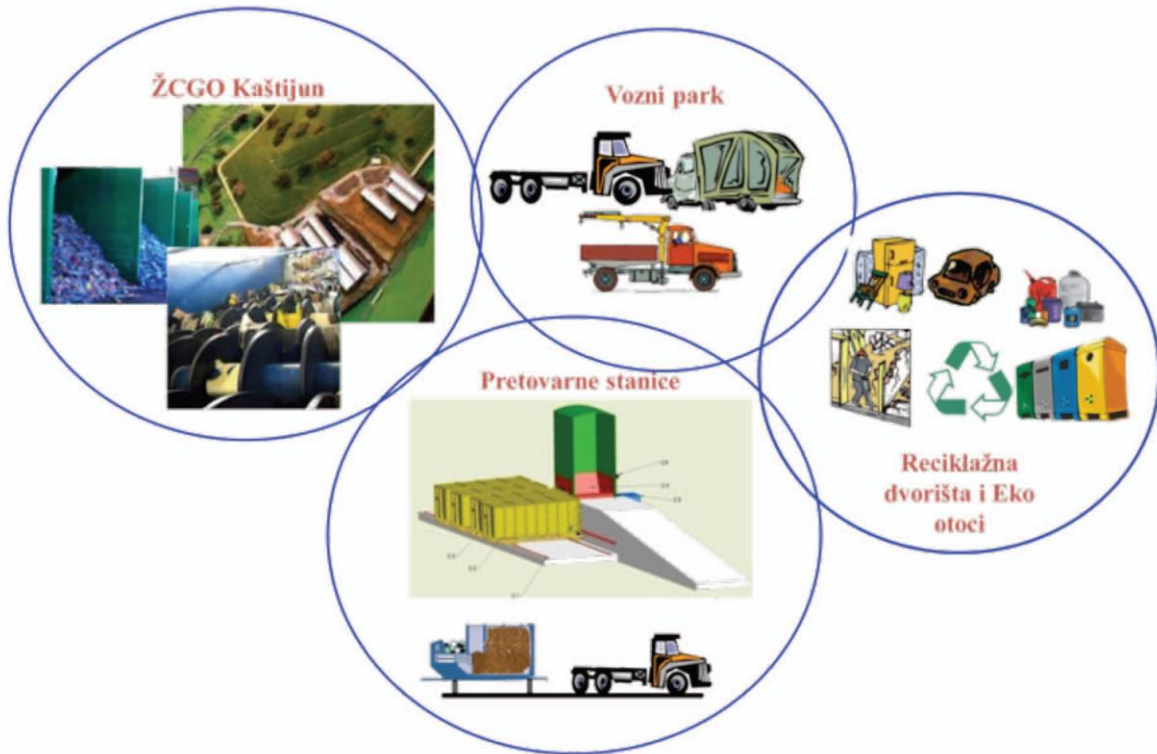 ŽCGO Kaštijun
Vozni park
Pretovarne stanice
Reciklažna
dvorišta i Eko
otoci